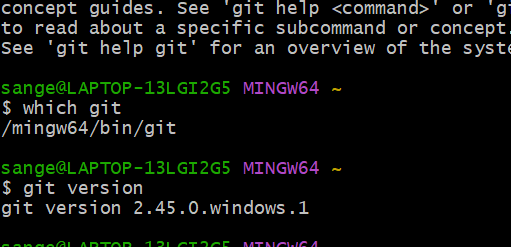 concept guides. See 'git help <command>' or
to read about a specific subcommand or concept.
See 'git help git' for an overview of the
sange@LAPTOP-13LGI2G5 MINGW64 ~
$ which git
/mingw64/bin/git
sange@LAPTOP-13LGI2G5 MINGW64 ~
$ git version
git version 2.45.0.windows.1